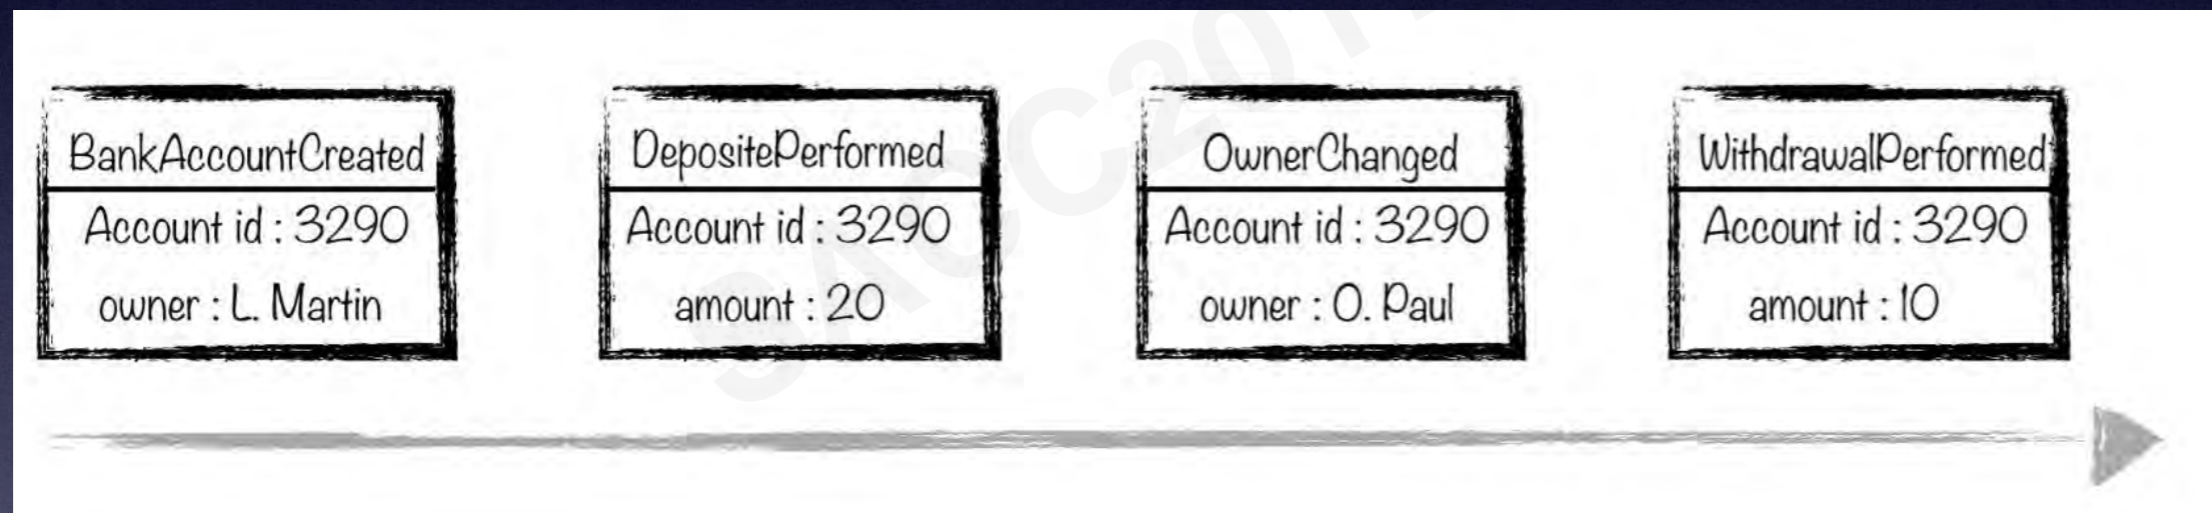 BankAccountCreated
Account id : 3290
owner : L. Martin
DepositePerformed
Account id : 3290
amount : 20
OwnerChanged
Account id : 3290
owner : O. Paul
WithdrawalPerformed
Account id : 3290
amount : 10